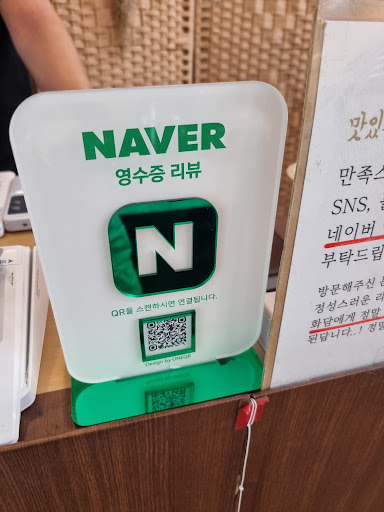 NAVER
영수증 리뷰
N
QR을 스캔하시면 연결됩니다.
Design by ONEQR
맛있
만족스
SNS,
네이버
부탁드립
방문해주신
정성스러운 리
화담에게 정말
된답니다..! 정말